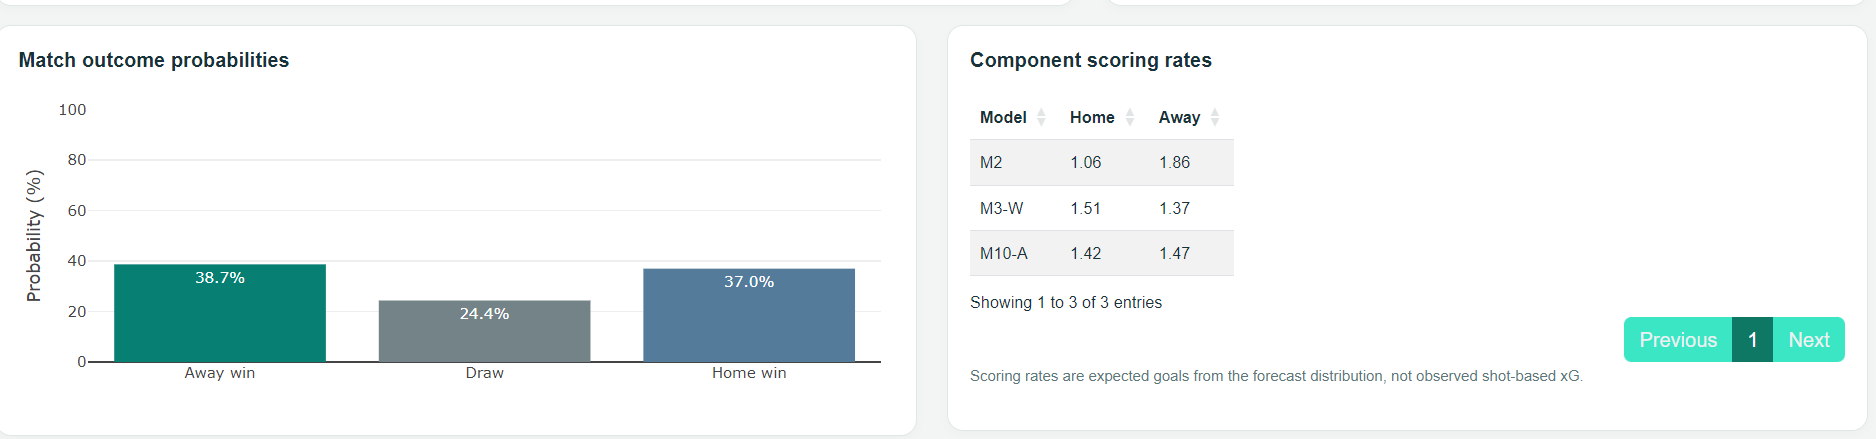 Match outcome probabilities
100
80
60
40
20
0
Probability (%)
38.7%
24.4%
37.0%
Away win
Draw
Home win
Component scoring rates
Model Home Away
M2 1.06 1.86
M3-W 1.51 1.37
M10-A 1.42 1.47
Showing 1 to 3 of 3 entries
Previous 1 Next
Scoring rates are expected goals from the forecast distribution, not observed shot-based xG.